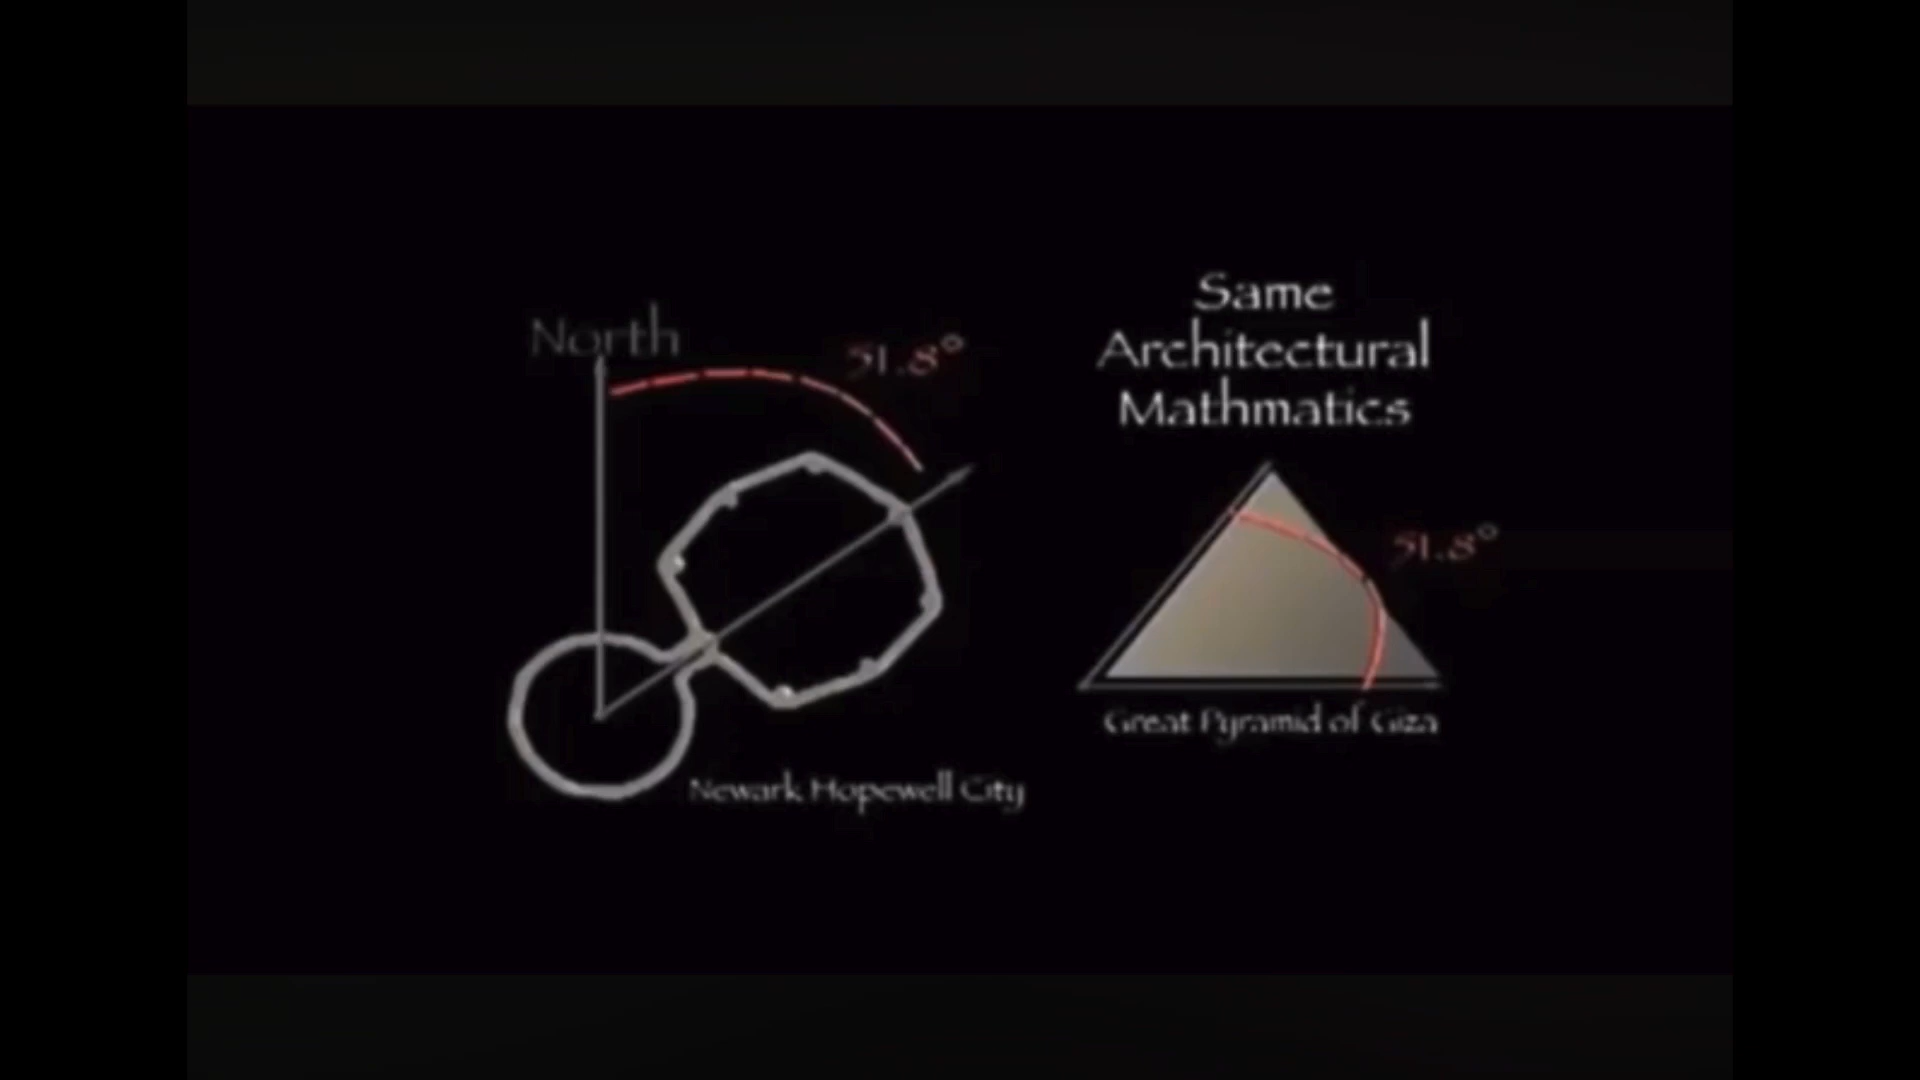 North
51.8°
Newark Hopewell City
Same
Architectural
Mathmatics
51.8°
Great Pyramid of Giza